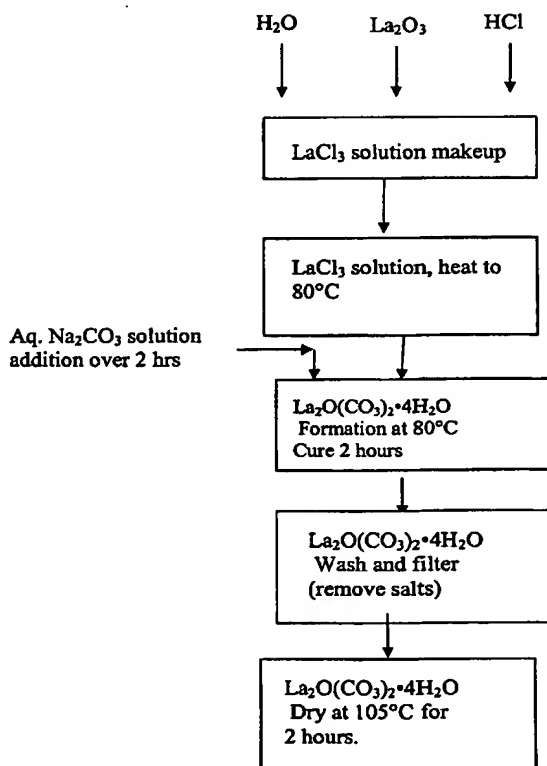 H₂O La₂O₃ HCl
LaCl₃ solution makeup
LaCl₃ solution, heat to
80°C
Aq. Na₂CO₃ solution
addition over 2 hrs
La₂O(CO₃)₂•4H₂O
Formation at 80°C
Cure 2 hours
La₂O(CO₃)₂•4H₂O
Wash and filter
(remove salts)
La₂O(CO₃)₂•4H₂O
Dry at 105°C for
2 hours.